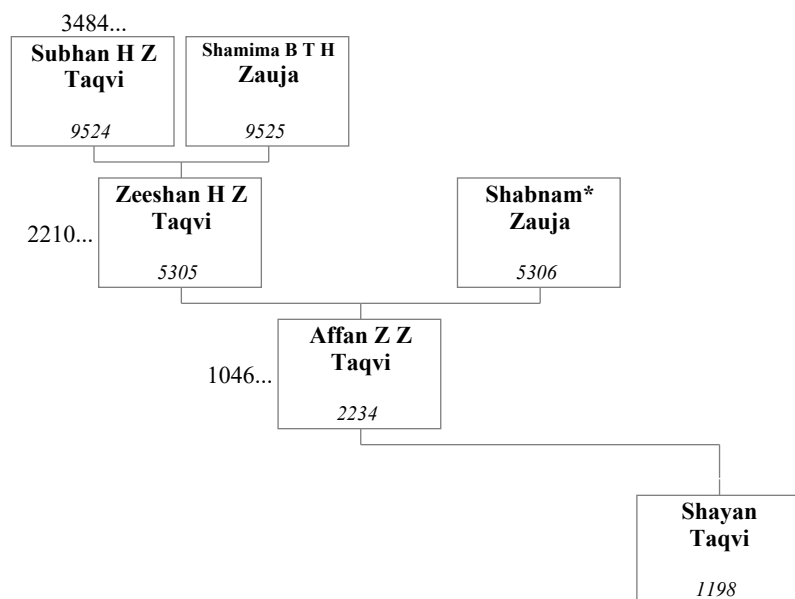 3484...
Subhan H Z
Taqvi
9524
Shamima B T H
Zauja
9525
Zeeshan H Z
Taqvi
5305
2210...
Shabnam*
Zauja
5306
Affan Z Z
Taqvi
2234
1046...
Shayan
Taqvi
1198